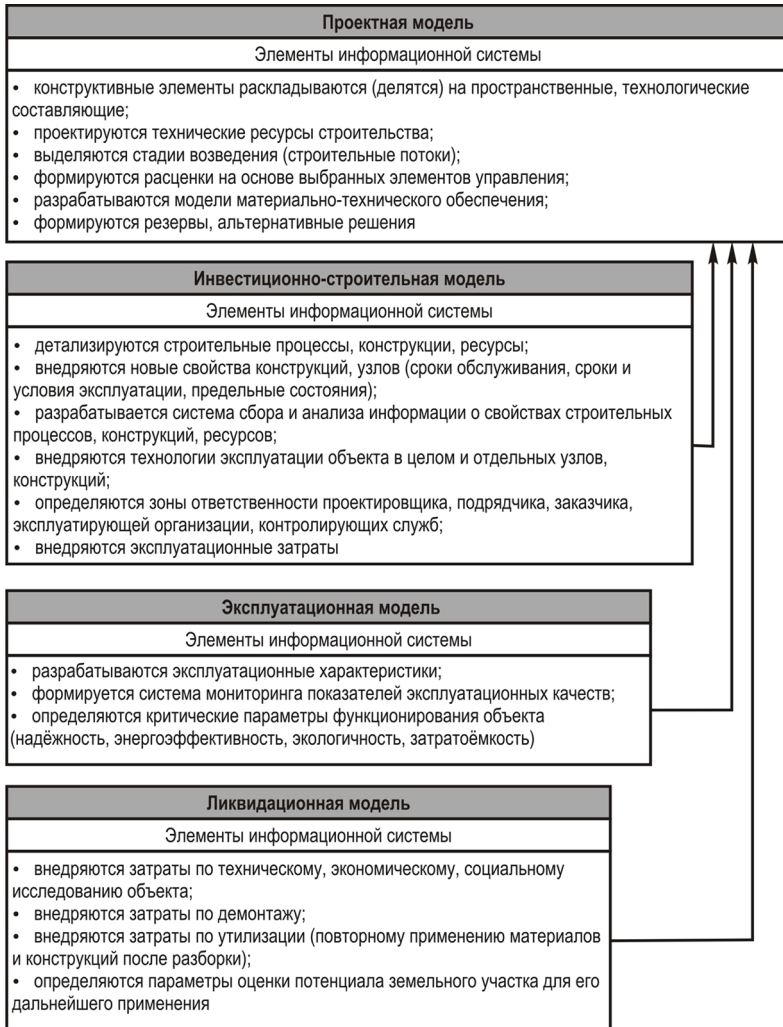 Проектная модель
Элементы информационной системы
• конструктивные элементы раскладываются (делятся) на пространственные, технологические
составляющие;
• проектируются технические ресурсы строительства;
• выделяются стадии возведения (строительные потоки);
• формируются расценки на основе выбранных элементов управления;
• разрабатываются модели материально-технического обеспечения;
• формируются резервы, альтернативные решения
Инвестиционно-строительная модель
Элементы информационной системы
• детализируются строительные процессы, конструкции, ресурсы;
• внедряются новые свойства конструкций, узлов (сроки обслуживания, сроки и
условия эксплуатации, предельные состояния);
• разрабатывается система сбора и анализа информации о свойствах строительных
процессов, конструкций, ресурсов;
• внедряются технологии эксплуатации объекта в целом и отдельных узлов,
конструкций;
• определяются зоны ответственности проектировщика, подрядчика, заказчика,
эксплуатирующей организации, контролирующих служб;
• внедряются эксплуатационные затраты
Эксплуатационная модель
Элементы информационной системы
• разрабатываются эксплуатационные характеристики;
• формируется система мониторинга показателей эксплуатационных качеств;
• определяются критические параметры функционирования объекта
(надёжность, энергоэффективность, экологичность, затратоёмкость)
Ликвидационная модель
Элементы информационной системы
• внедряются затраты по техническому, экономическому, социальному
исследованию объекта;
• внедряются затраты по демонтажу;
• внедряются затраты по утилизации (повторному применению материалов
и конструкций после разборки);
• определяются параметры оценки потенциала земельного участка для его
дальнейшего применения